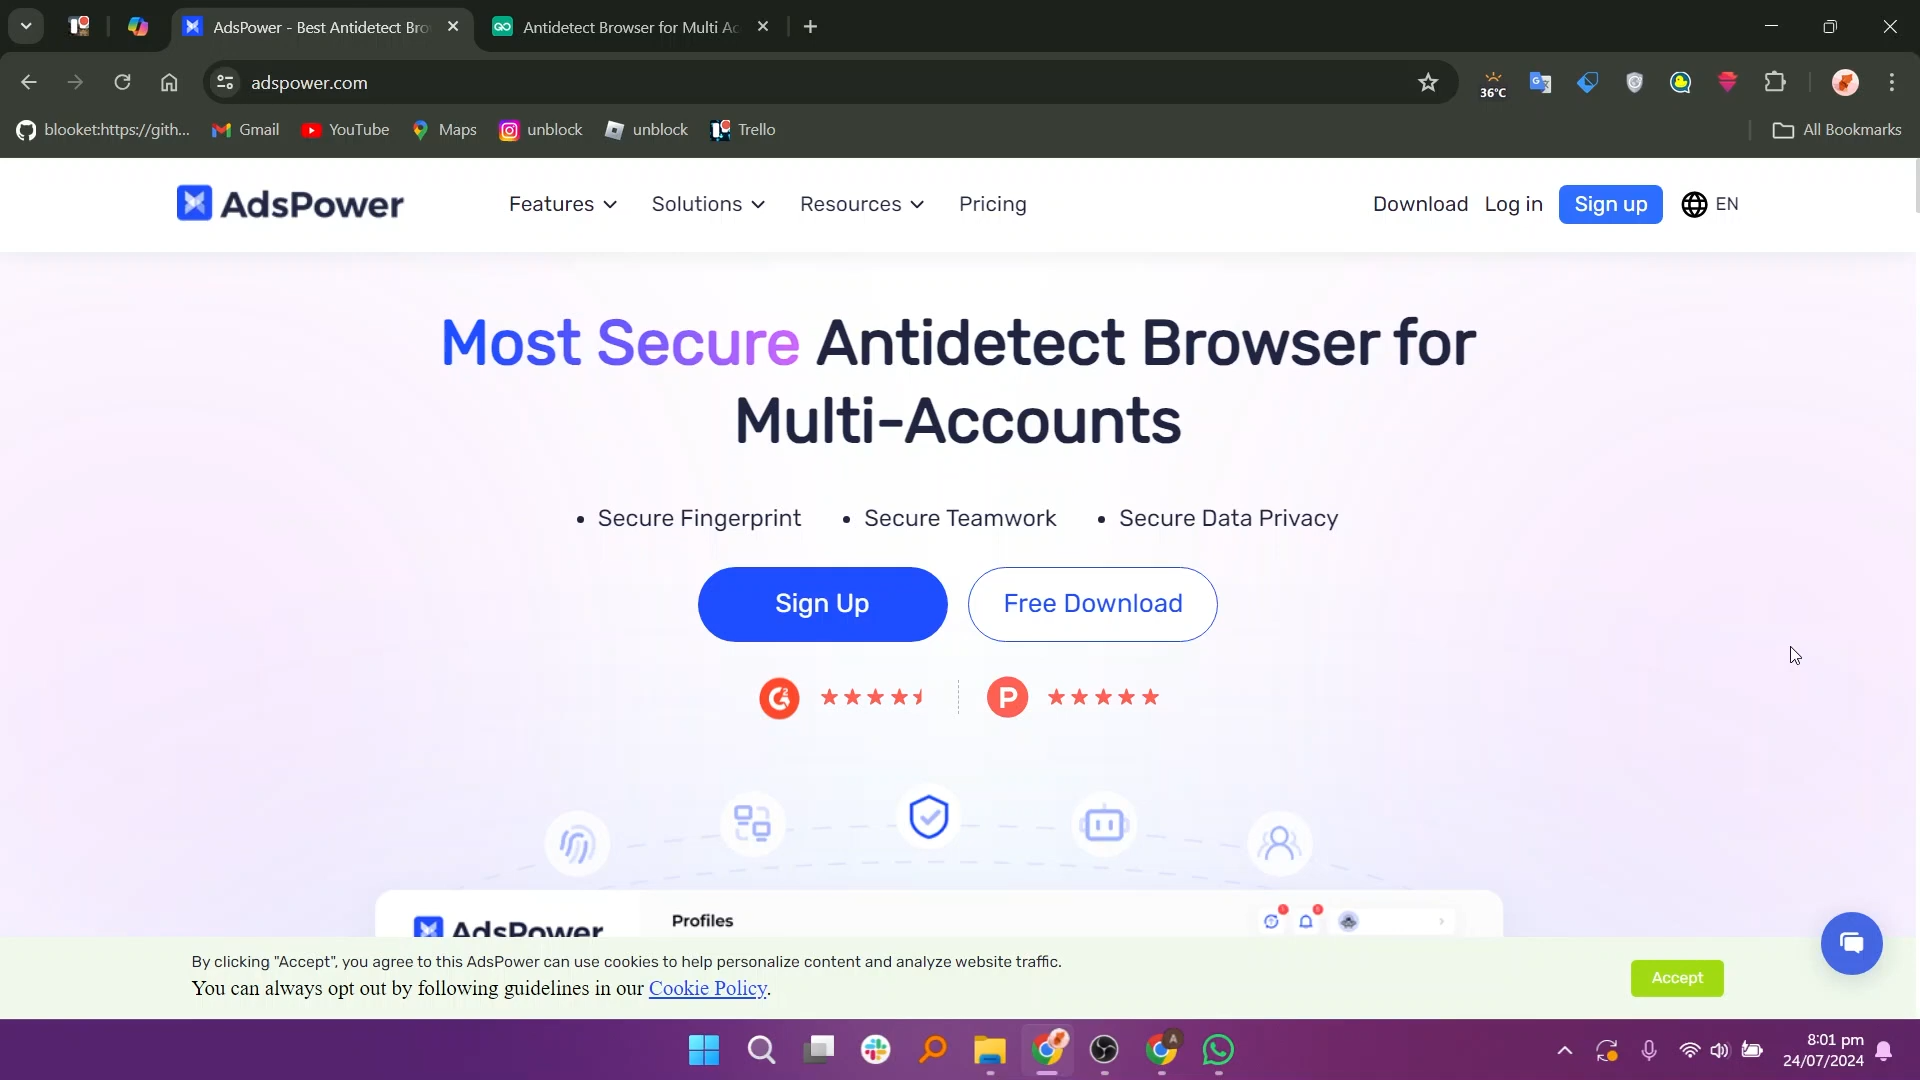 AdsPower - Best Antidetect Bro
Antidetect Browser for Multi Ac
adspower.com
36°C
blooket:https://gith...
Gmail
YouTube
Maps
unblock
unblock
Trello
All Bookmarks
AdsPower
Features
Solutions
Resources
Pricing
Download
Log in
Sign up
EN
Most Secure Antidetect Browser for
Multi-Accounts
• Secure Fingerprint
• Secure Teamwork
• Secure Data Privacy
Sign Up
Free Download
AdsPower
Profiles
By clicking "Accept", you agree to this AdsPower can use cookies to help personalize content and analyze website traffic.
You can always opt out by following guidelines in our Cookie Policy.
Accept
8:01 pm
24/07/2024